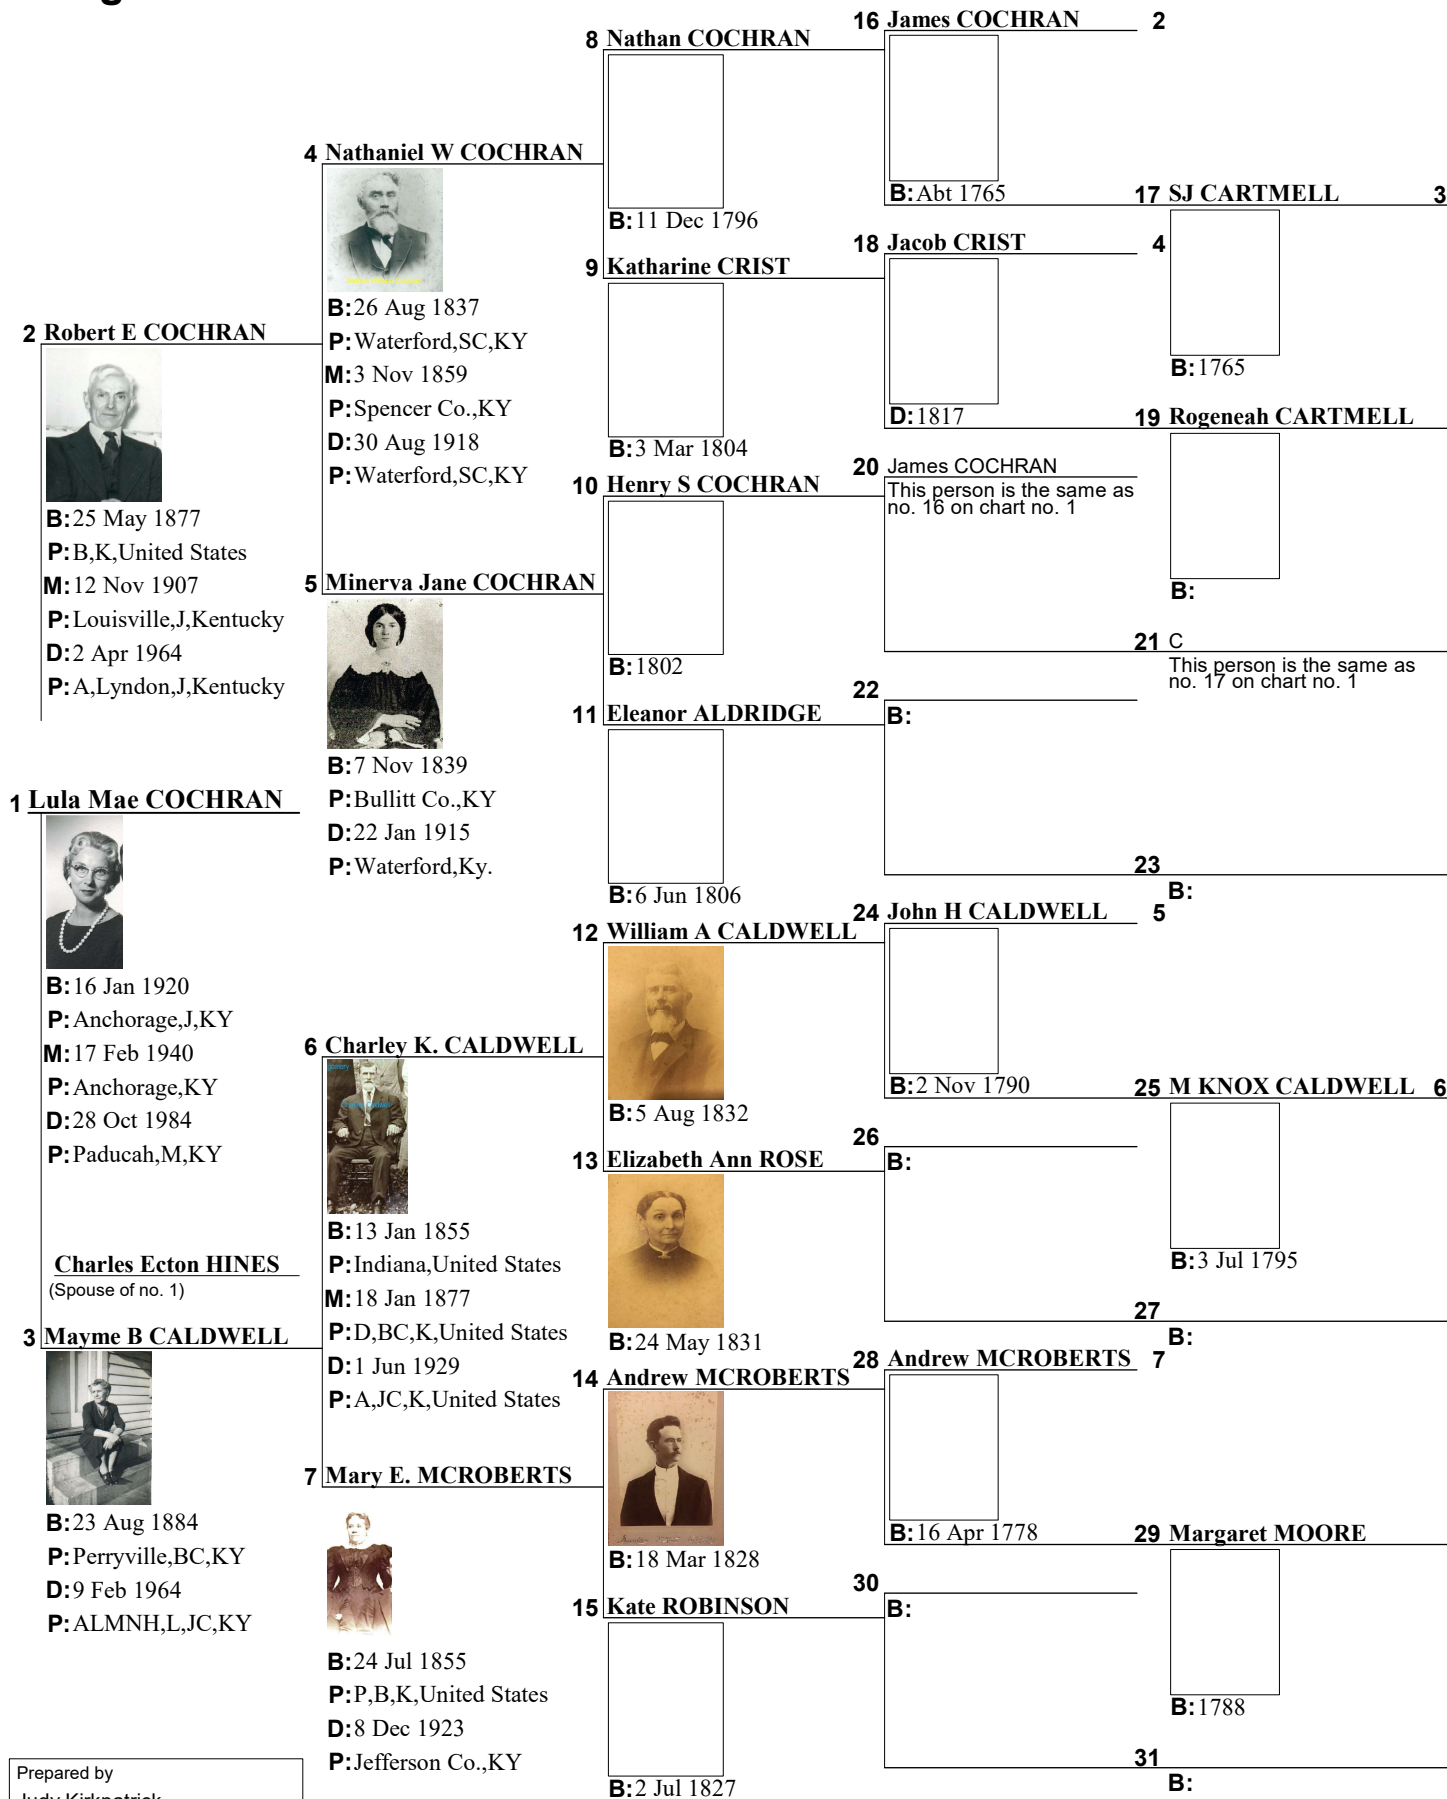 16 James COCHRAN 2
8 Nathan COCHRAN
4 Nathaniel W COCHRAN
B: Abt 1765
17 SJ CARTMELL 3
B: 11 Dec 1796
18 Jacob CRIST 4
9 Katharine CRIST
B: 26 Aug 1837
2 Robert E COCHRAN
P: Waterford,SC,KY
B: 1765
M: 3 Nov 1859
P: Spencer Co.,KY
D: 1817
19 Rogeneah CARTMELL
D: 30 Aug 1918
B: 3 Mar 1804
20 James COCHRAN
P: Waterford,SC,KY
10 Henry S COCHRAN
This person is the same as
no. 16 on chart no. 1
B: 25 May 1877
P: B,K,United States
M: 12 Nov 1907
5 Minerva Jane COCHRAN
B:
P: Louisville,J,Kentucky
21 C
D: 2 Apr 1964
B: 1802
This person is the same as
no. 17 on chart no. 1
P: A,Lyndon,J,Kentucky
22
11 Eleanor ALDRIDGE
B:
B: 7 Nov 1839
1 Lula Mae COCHRAN
P: Bullitt Co.,KY
D: 22 Jan 1915
P: Waterford,Ky.
23
B: 6 Jun 1806
B:
24 John H CALDWELL 5
12 William A CALDWELL
B: 16 Jan 1920
P: Anchorage,J,KY
6 Charley K. CALDWELL
M: 17 Feb 1940
P: Anchorage,KY
B: 2 Nov 1790
25 M KNOX CALDWELL 6
B: 5 Aug 1832
D: 28 Oct 1984
26
P: Paducah,M,KY
13 Elizabeth Ann ROSE
B:
B: 13 Jan 1855
Charles Ecton HINES
P: Indiana,United States
B: 3 Jul 1795
(Spouse of no. 1)
M: 18 Jan 1877
27
3 Mayme B CALDWELL
P: D,BC,K,United States
B: 24 May 1831
B:
D: 1 Jun 1929
28 Andrew MCROBERTS 7
14 Andrew MCROBERTS
P: A,JC,K,United States
7 Mary E. MCROBERTS
B: 23 Aug 1884
B: 16 Apr 1778
29 Margaret MOORE
P: Perryville,BC,KY
B: 18 Mar 1828
D: 9 Feb 1964
30
15 Kate ROBINSON
B:
P: ALMNH,L,JC,KY
B: 24 Jul 1855
P: P,B,K,United States
B: 1788
D: 8 Dec 1923
P: Jefferson Co.,KY
31
Prepared by
B: 2 Jul 1827
B:
Judy Kirkpatrick